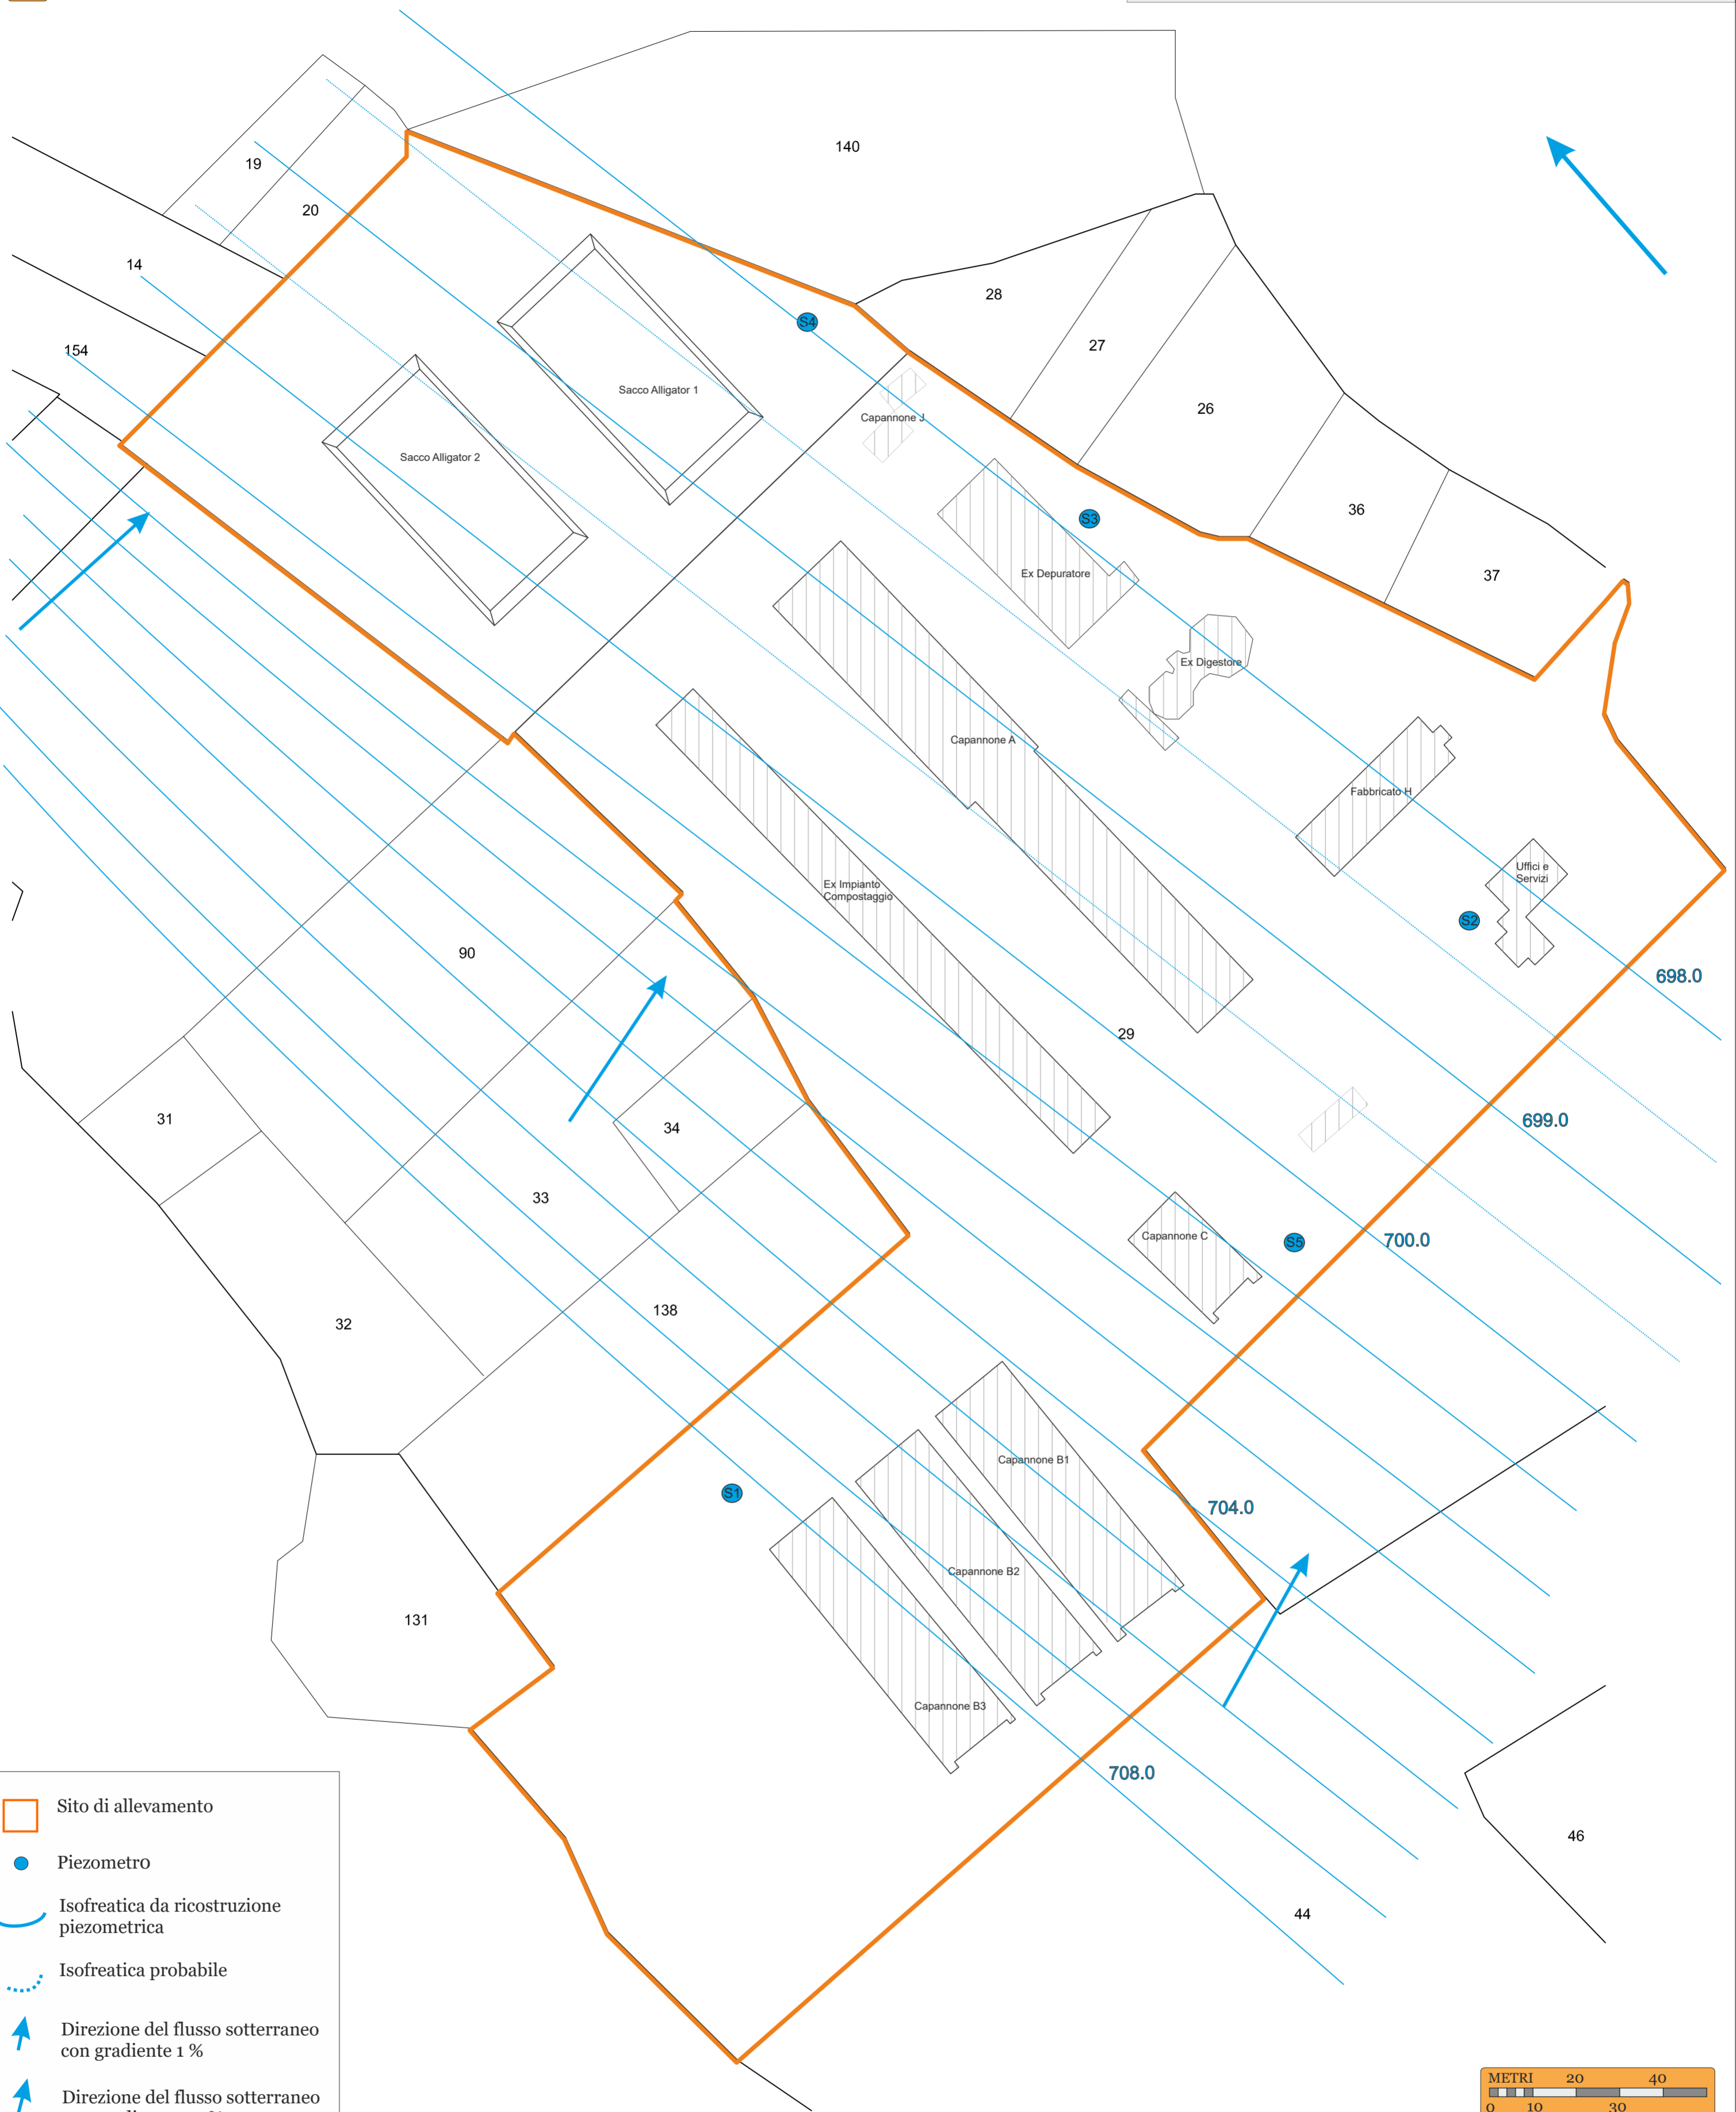 140
19
20
14
28
154
27
S4
Sacco Alligator 1
26
Capannone J
Sacco Alligator 2
36
S3
Ex Depuratore
37
Ex Digestore
Capannone A
Fabbricato H
Uffici e
Servizi
Ex Impianto
Compostaggio
S2
90
698.0
29
31
34
699.0
33
Capannone C
S5
700.0
138
32
Capannone B1
S1
704.0
Capannone B2
131
Capannone B3
708.0
46
44
Sito di allevamento
Piezometro
Isofreatica da ricostruzione
piezometrica
Isofreatica probabile
Direzione del flusso sotterraneo
con gradiente 1 %
Direzione del flusso sotterraneo
METRI 20 40
0 10 30